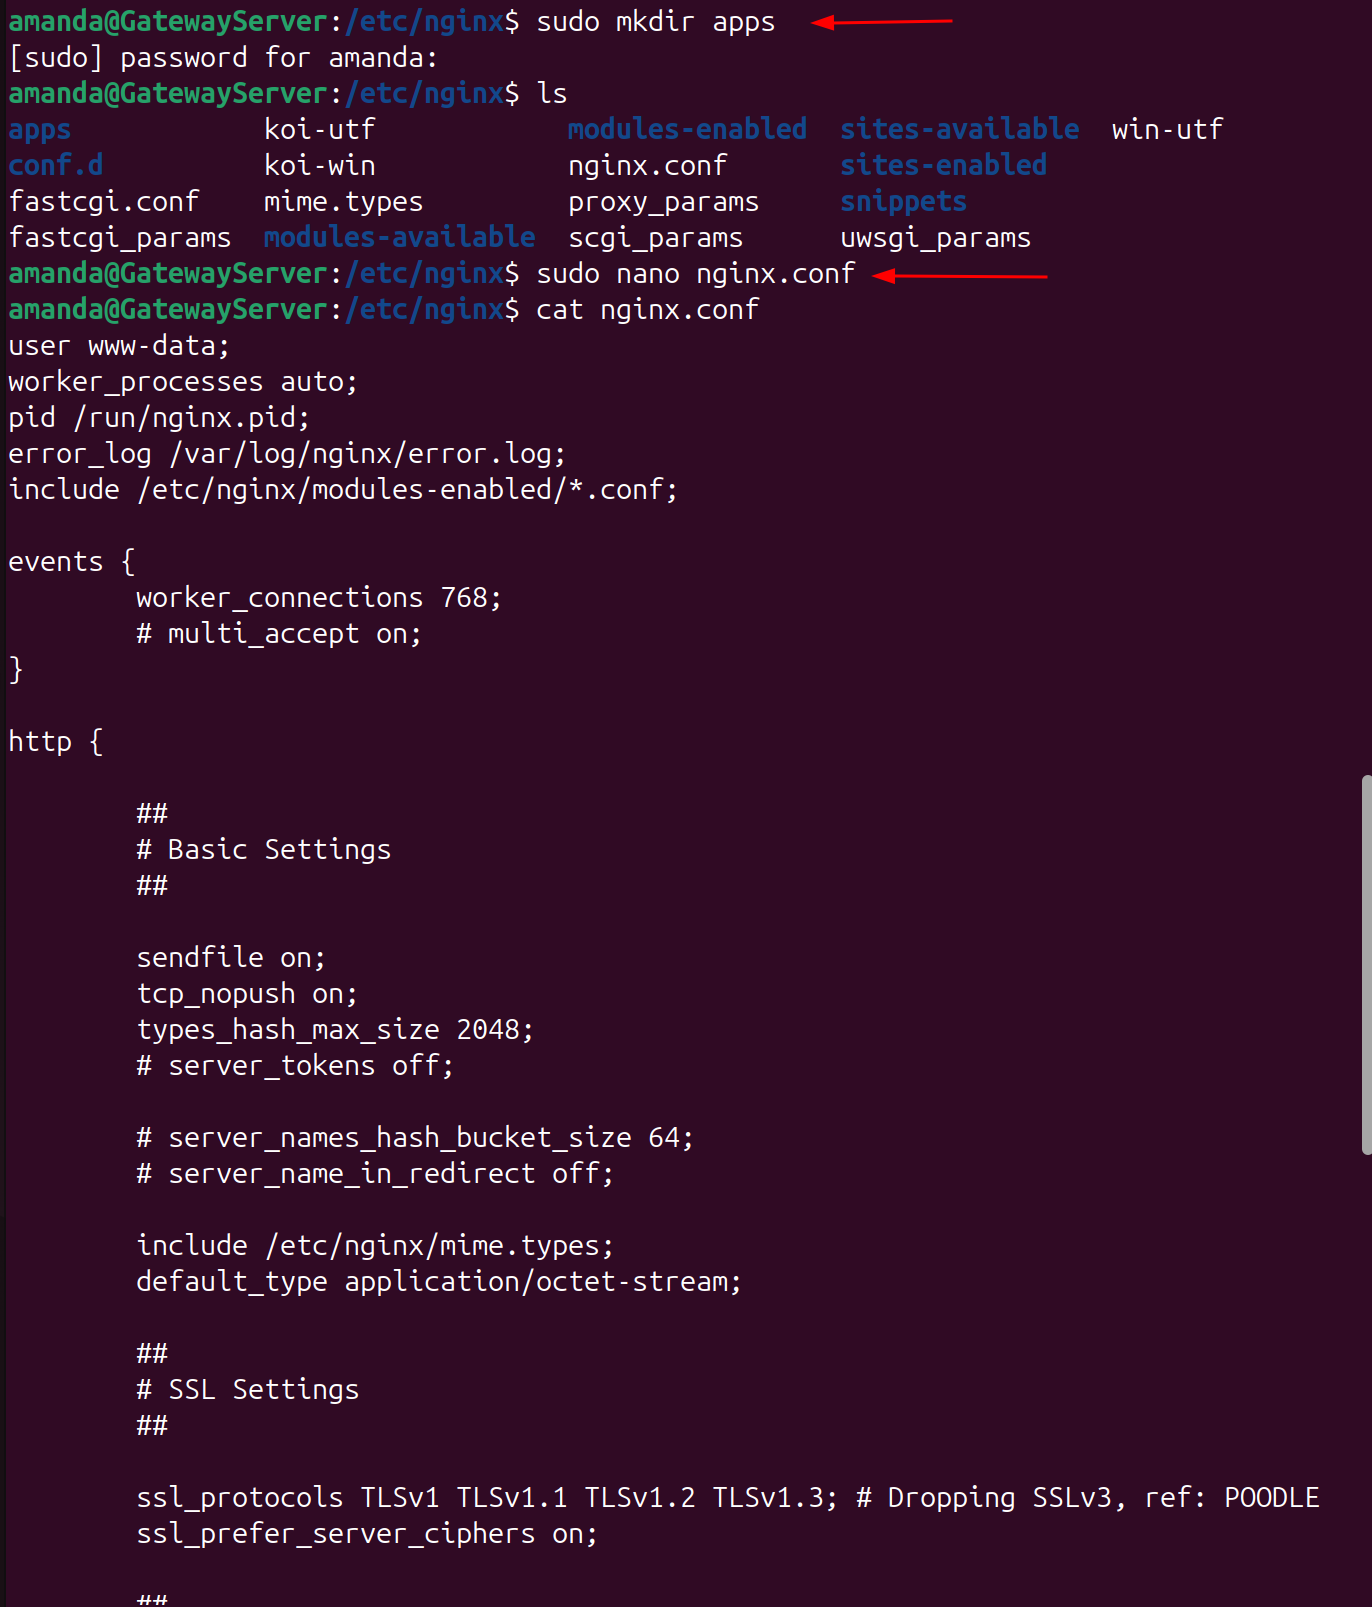 amanda@GatewayServer:/etc/nginx$ sudo mkdir apps
[sudo] password for amanda:
amanda@GatewayServer:/etc/nginx$ ls
apps            koi-utf            modules-enabled  sites-available  win-utf
conf.d          koi-win            nginx.conf       sites-enabled
fastcgi.conf    mime.types         proxy_params     snippets
fastcgi_params  modules-available  scgi_params      uwsgi_params
amanda@GatewayServer:/etc/nginx$ sudo nano nginx.conf
amanda@GatewayServer:/etc/nginx$ cat nginx.conf
user www-data;
worker_processes auto;
pid /run/nginx.pid;
error_log /var/log/nginx/error.log;
include /etc/nginx/modules-enabled/*.conf;

events {
        worker_connections 768;
        # multi_accept on;
}

http {

        ##
        # Basic Settings
        ##

        sendfile on;
        tcp_nopush on;
        types_hash_max_size 2048;
        # server_tokens off;

        # server_names_hash_bucket_size 64;
        # server_name_in_redirect off;

        include /etc/nginx/mime.types;
        default_type application/octet-stream;

        ##
        # SSL Settings
        ##

        ssl_protocols TLSv1 TLSv1.1 TLSv1.2 TLSv1.3; # Dropping SSLv3, ref: POODLE
        ssl_prefer_server_ciphers on;

        ##